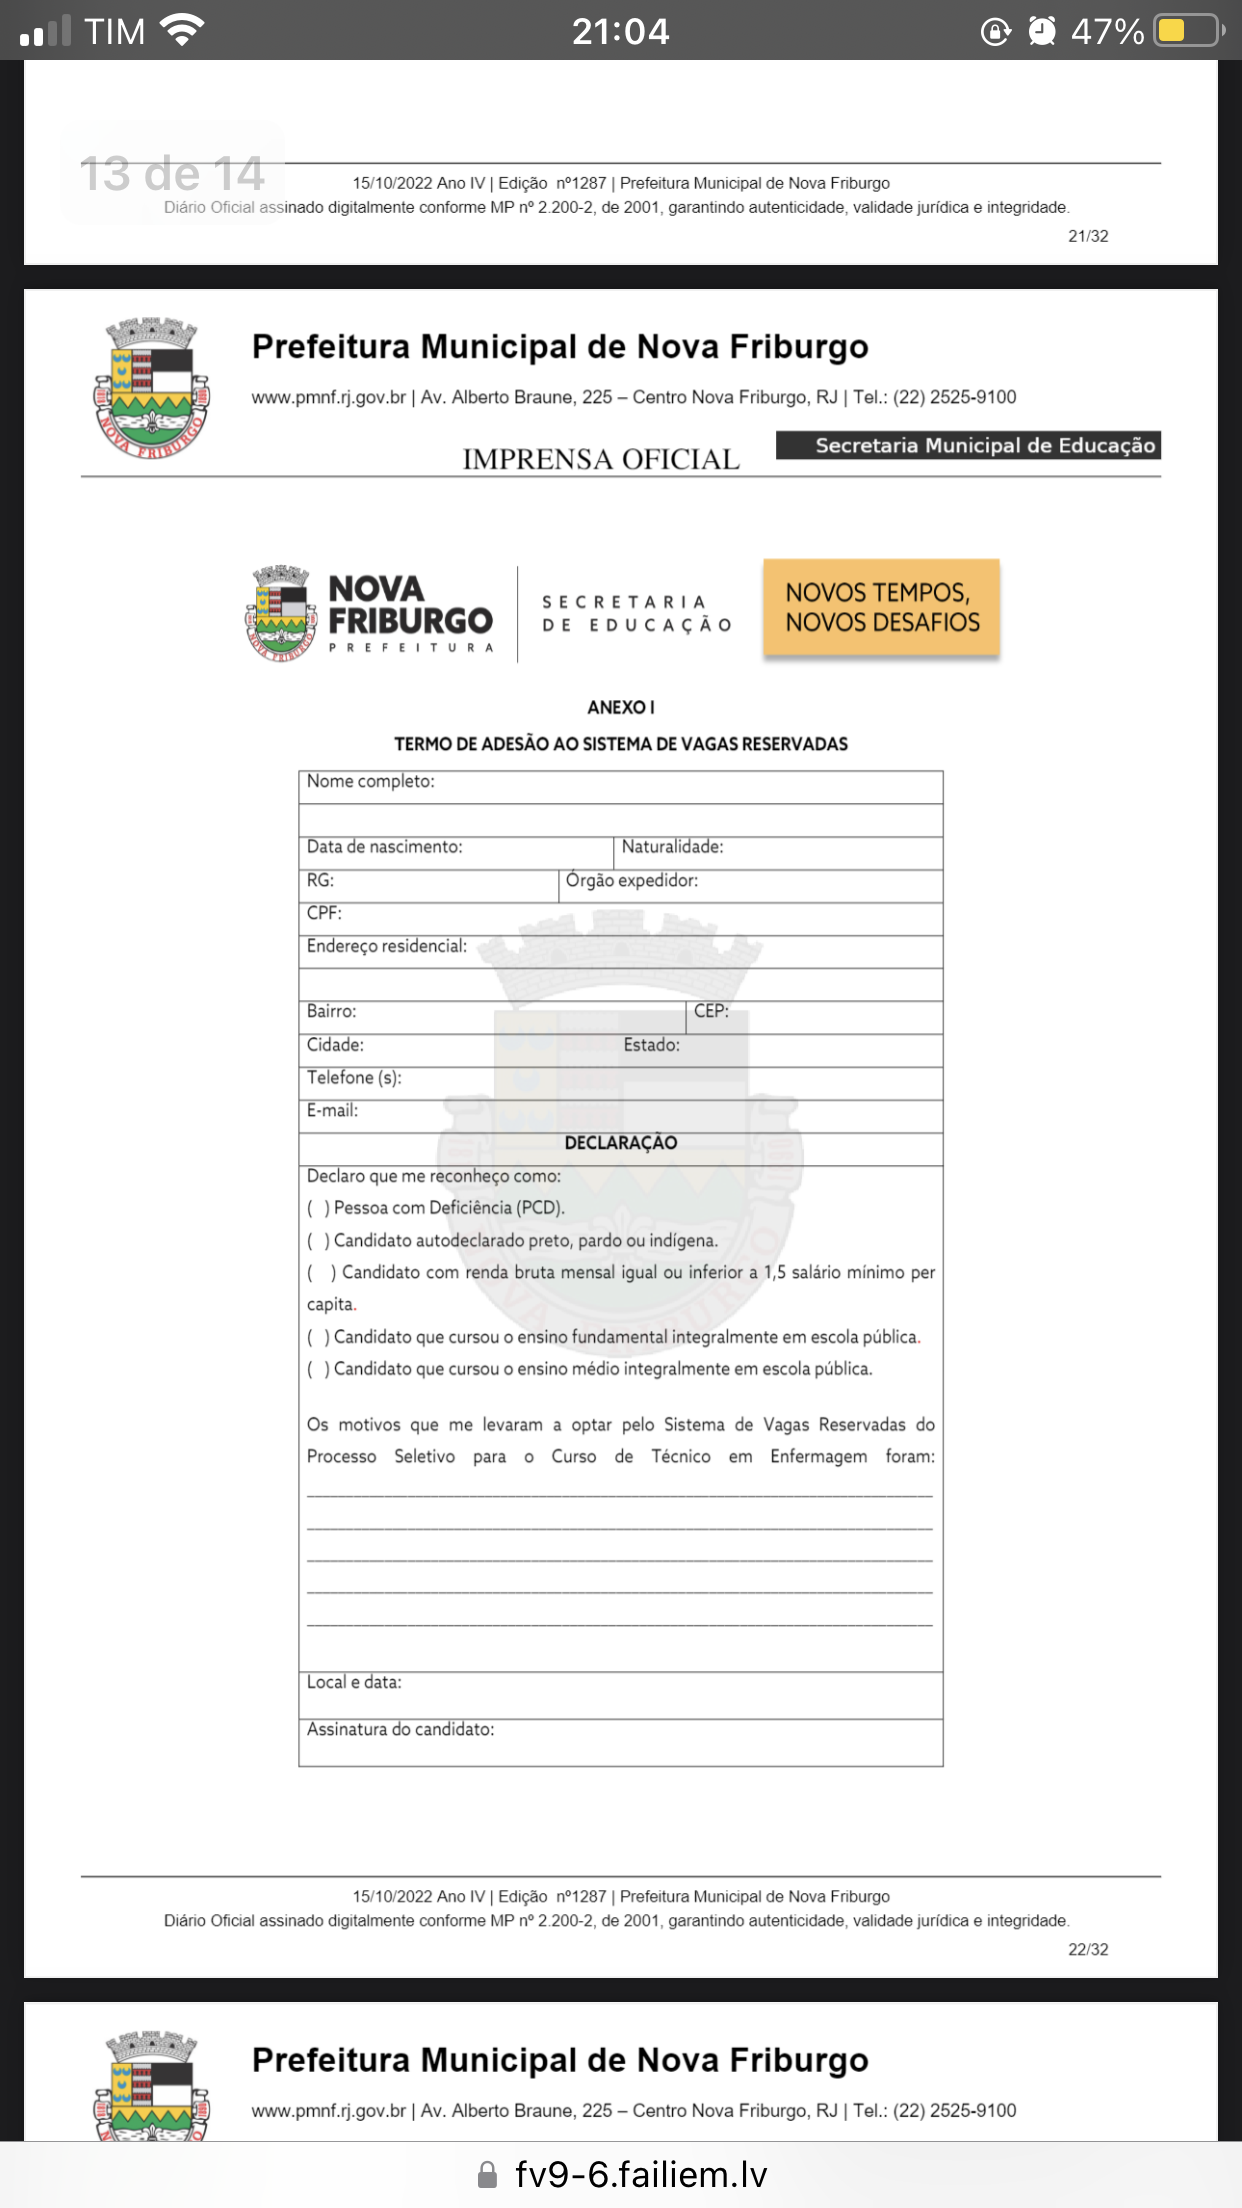 TIM 21:04 47%
13 de 14
15/10/2022 Ano IV | Edição nº1287 | Prefeitura Municipal de Nova Friburgo
Diário Oficial assinado digitalmente conforme MP nº 2.200-2, de 2001, garantindo autenticidade, validade jurídica e integridade.
21/32
NOVA FRIBURGO
Prefeitura Municipal de Nova Friburgo
www.pmnf.rj.gov.br | Av. Alberto Braune, 225 – Centro Nova Friburgo, RJ | Tel.: (22) 2525-9100
IMPRENSA OFICIAL
Secretaria Municipal de Educação
NOVA FRIBURGO
NOVA
FRIBURGO
PREFEITURA
SECRETARIA
DE EDUCAÇÃO
NOVOS TEMPOS,
NOVOS DESAFIOS
ANEXO I
TERMO DE ADESÃO AO SISTEMA DE VAGAS RESERVADAS
Nome completo:
Data de nascimento: Naturalidade:
RG: Órgão expedidor:
CPF:
Endereço residencial:
Bairro: CEP:
Cidade: Estado:
Telefone (s):
E-mail:
DECLARAÇÃO
Declaro que me reconheço como:
( ) Pessoa com Deficiência (PCD).
( ) Candidato autodeclarado preto, pardo ou indígena.
( ) Candidato com renda bruta mensal igual ou inferior a 1,5 salário mínimo per
capita.
( ) Candidato que cursou o ensino fundamental integralmente em escola pública.
( ) Candidato que cursou o ensino médio integralmente em escola pública.
Os motivos que me levaram a optar pelo Sistema de Vagas Reservadas do
Processo Seletivo para o Curso de Técnico em Enfermagem foram:
Local e data:
Assinatura do candidato:
15/10/2022 Ano IV | Edição nº1287 | Prefeitura Municipal de Nova Friburgo
Diário Oficial assinado digitalmente conforme MP nº 2.200-2, de 2001, garantindo autenticidade, validade jurídica e integridade.
22/32
Prefeitura Municipal de Nova Friburgo
www.pmnf.rj.gov.br | Av. Alberto Braune, 225 – Centro Nova Friburgo, RJ | Tel.: (22) 2525-9100
fv9-6.failiem.lv